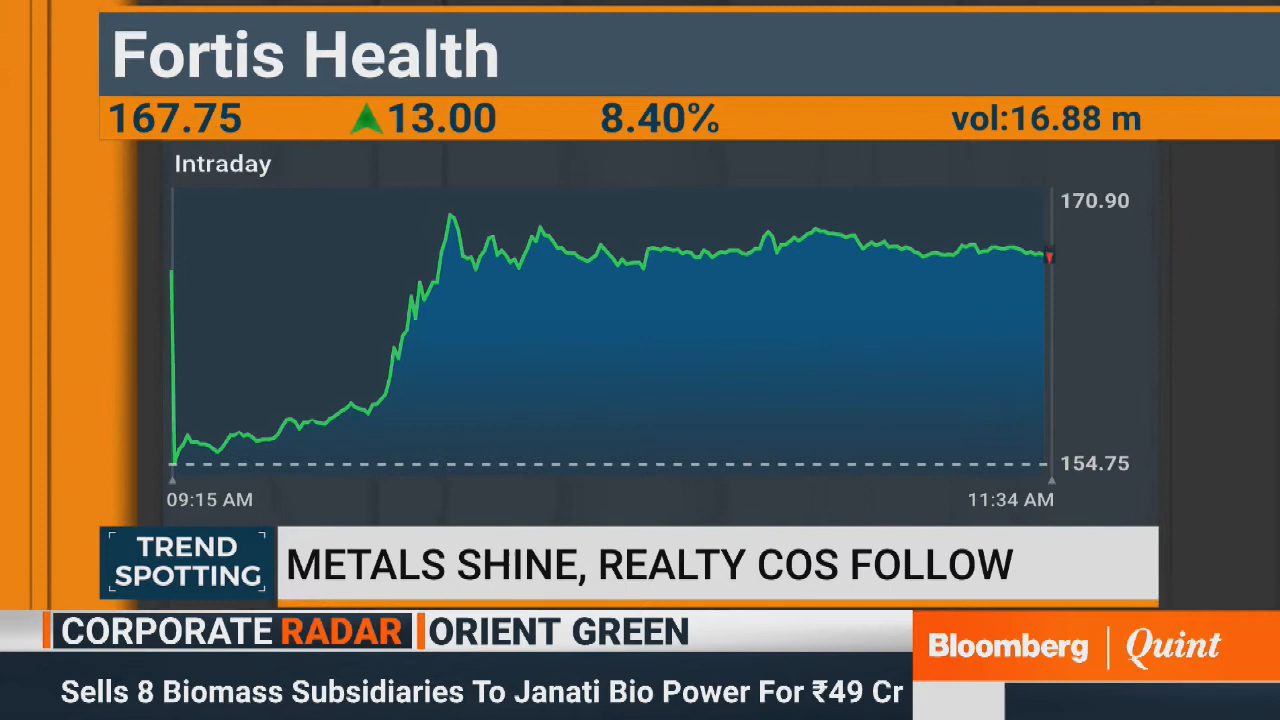 Fortis Health
167.75 13.00 8.40% vol:16.88 m
Intraday
170.90
154.75
09:15 AM 11:34 AM
TREND
SPOTTING
METALS SHINE, REALTY COS FOLLOW
CORPORATE RADAR ORIENT GREEN
Bloomberg | Quint
Sells 8 Biomass Subsidiaries To Janati Bio Power For ₹49 Cr